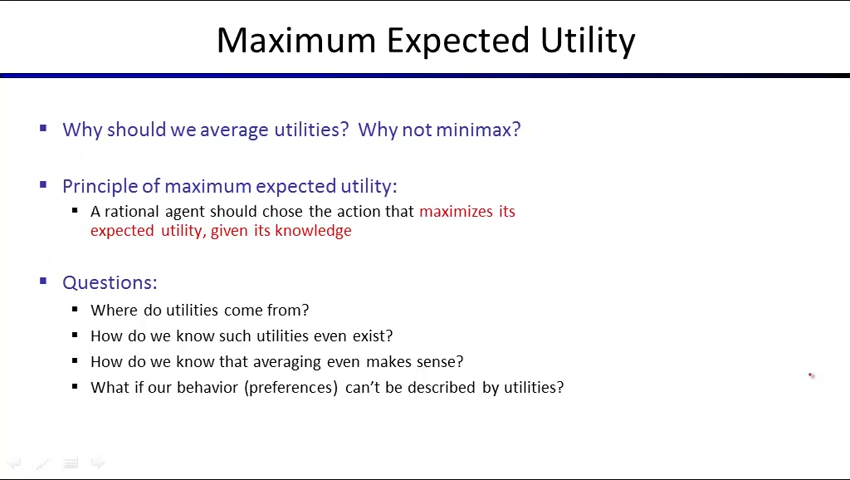 Maximum Expected Utility
Why should we average utilities? Why not minimax?
Principle of maximum expected utility:
A rational agent should chose the action that maximizes its
expected utility, given its knowledge
Questions:
Where do utilities come from?
How do we know such utilities even exist?
How do we know that averaging even makes sense?
What if our behavior (preferences) can't be described by utilities?